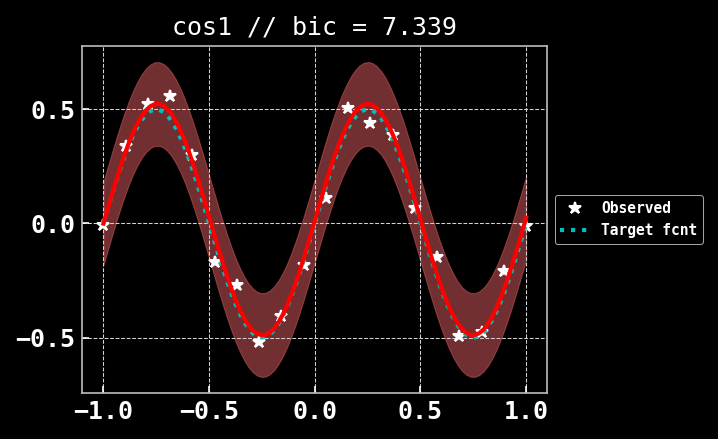 cos1 // bic = 7.339
0.5
0.0
−0.5
−1.0 −0.5 0.0 0.5 1.0
Observed
Target fcnt